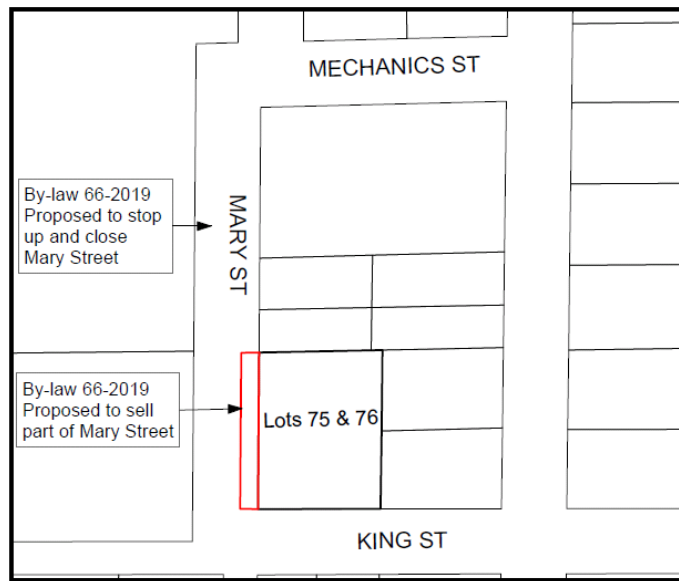 MECHANICS ST
By-law 66-2019
Proposed to stop
up and close
Mary Street
MARY ST
By-law 66-2019
Proposed to sell
part of Mary Street
Lots 75 & 76
KING ST